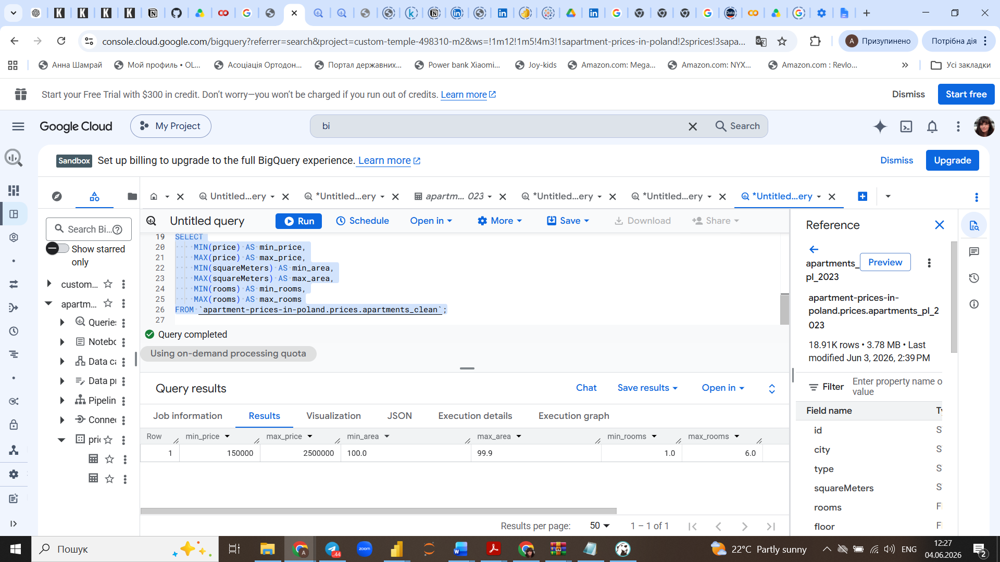 console.cloud.google.com/bigquery?referrer=search&project=custom-temple-498310-m2&ws=!1m12!1m5!4m3!1sapartment-prices-in-poland!2sprices!3sapa...
A Призупинено
Потрібна дія
Анна Шамрай
Мой профиль • OL...
Асоціація Ортодон...
Портал державних...
Power bank Xiaomi...
Joy-kids
Amazon.com: Mega...
Amazon.com: NYX...
Amazon.com : Revlo...
»
Усі закладки
Start your Free Trial with $300 in credit. Don't worry—you won't be charged if you run out of credits. Learn more
Dismiss
Start free
Google Cloud
My Project
bi
Search
Sandbox
Set up billing to upgrade to the full BigQuery experience. Learn more
Dismiss
Upgrade
Untitled...ery
*Untitled...ery
apartm... 023
*Untitled...ery
*Untitled...ery
*Untitled...ery
Search Bi...
Show starred only
custom...
apartm...
Queries
Notebo
Data ca
Data pr
Pipelin
Connec
pri
Untitled query
Run
Schedule
Open in
More
Save
Download
Share
19 SELECT
20 MIN(price) AS min_price,
21 MAX(price) AS max_price,
22 MIN(squareMeters) AS min_area,
23 MAX(squareMeters) AS max_area,
24 MIN(rooms) AS min_rooms,
25 MAX(rooms) AS max_rooms
26 FROM `apartment-prices-in-poland.prices.apartments_clean`;
27
Query completed
Using on-demand processing quota
Query results
Chat
Save results
Open in
Job information
Results
Visualization
JSON
Execution details
Execution graph
Row min_price max_price min_area max_area min_rooms max_rooms
1 150000 2500000 100.0 99.9 1.0 6.0
Results per page: 50 1 – 1 of 1
Reference
apartments_
pl_2023
Preview
apartment-prices-in-
poland.prices.apartments_pl_2
023
18.91K rows • 3.78 MB • Last
modified Jun 3, 2026, 2:39 PM
Filter
Enter property name o
value
Field name
Ty
id S
city S
type S
squareMeters S
rooms Fl
floor Fl
Пошук
44
zoom
22°C Partly sunny
ENG
12:27
04.06.2026
2